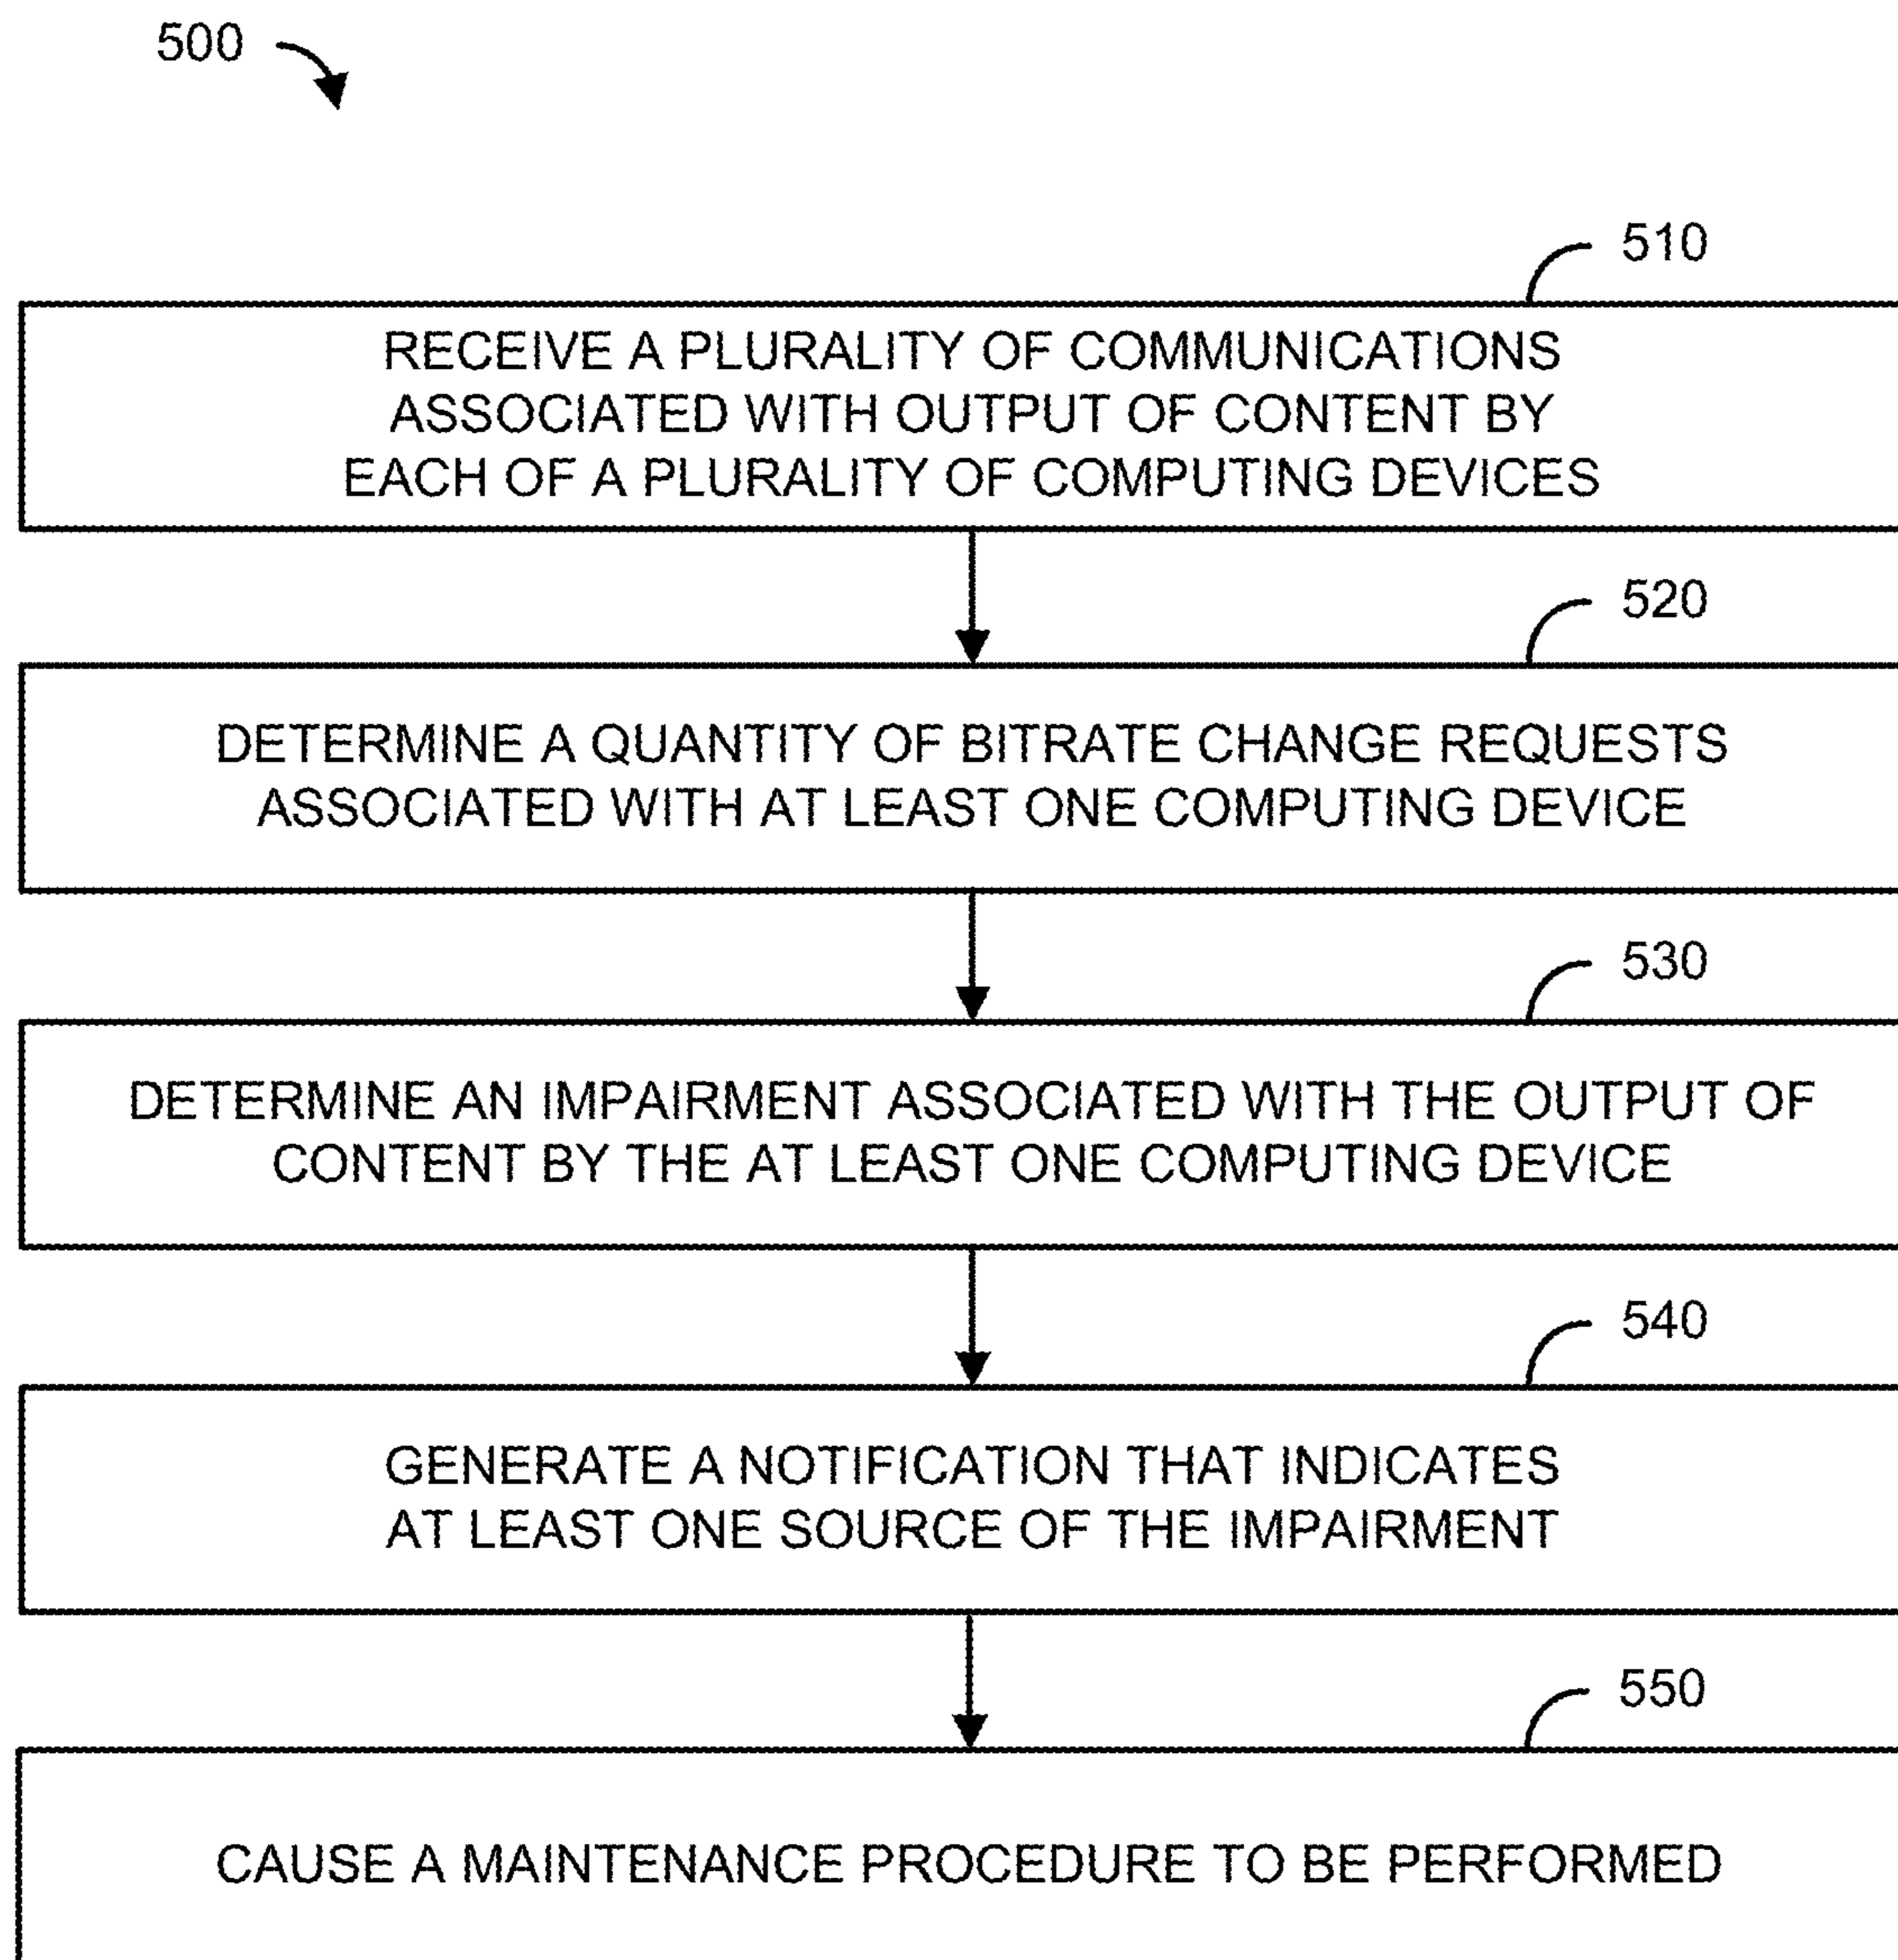 500
510
RECEIVE A PLURALITY OF COMMUNICATIONS
ASSOCIATED WITH OUTPUT OF CONTENT BY
EACH OF A PLURALITY OF COMPUTING DEVICES
520
DETERMINE A QUANTITY OF BITRATE CHANGE REQUESTS
ASSOCIATED WITH AT LEAST ONE COMPUTING DEVICE
530
DETERMINE AN IMPAIRMENT ASSOCIATED WITH THE OUTPUT OF
CONTENT BY THE AT LEAST ONE COMPUTING DEVICE
540
GENERATE A NOTIFICATION THAT INDICATES
AT LEAST ONE SOURCE OF THE IMPAIRMENT
550
CAUSE A MAINTENANCE PROCEDURE TO BE PERFORMED